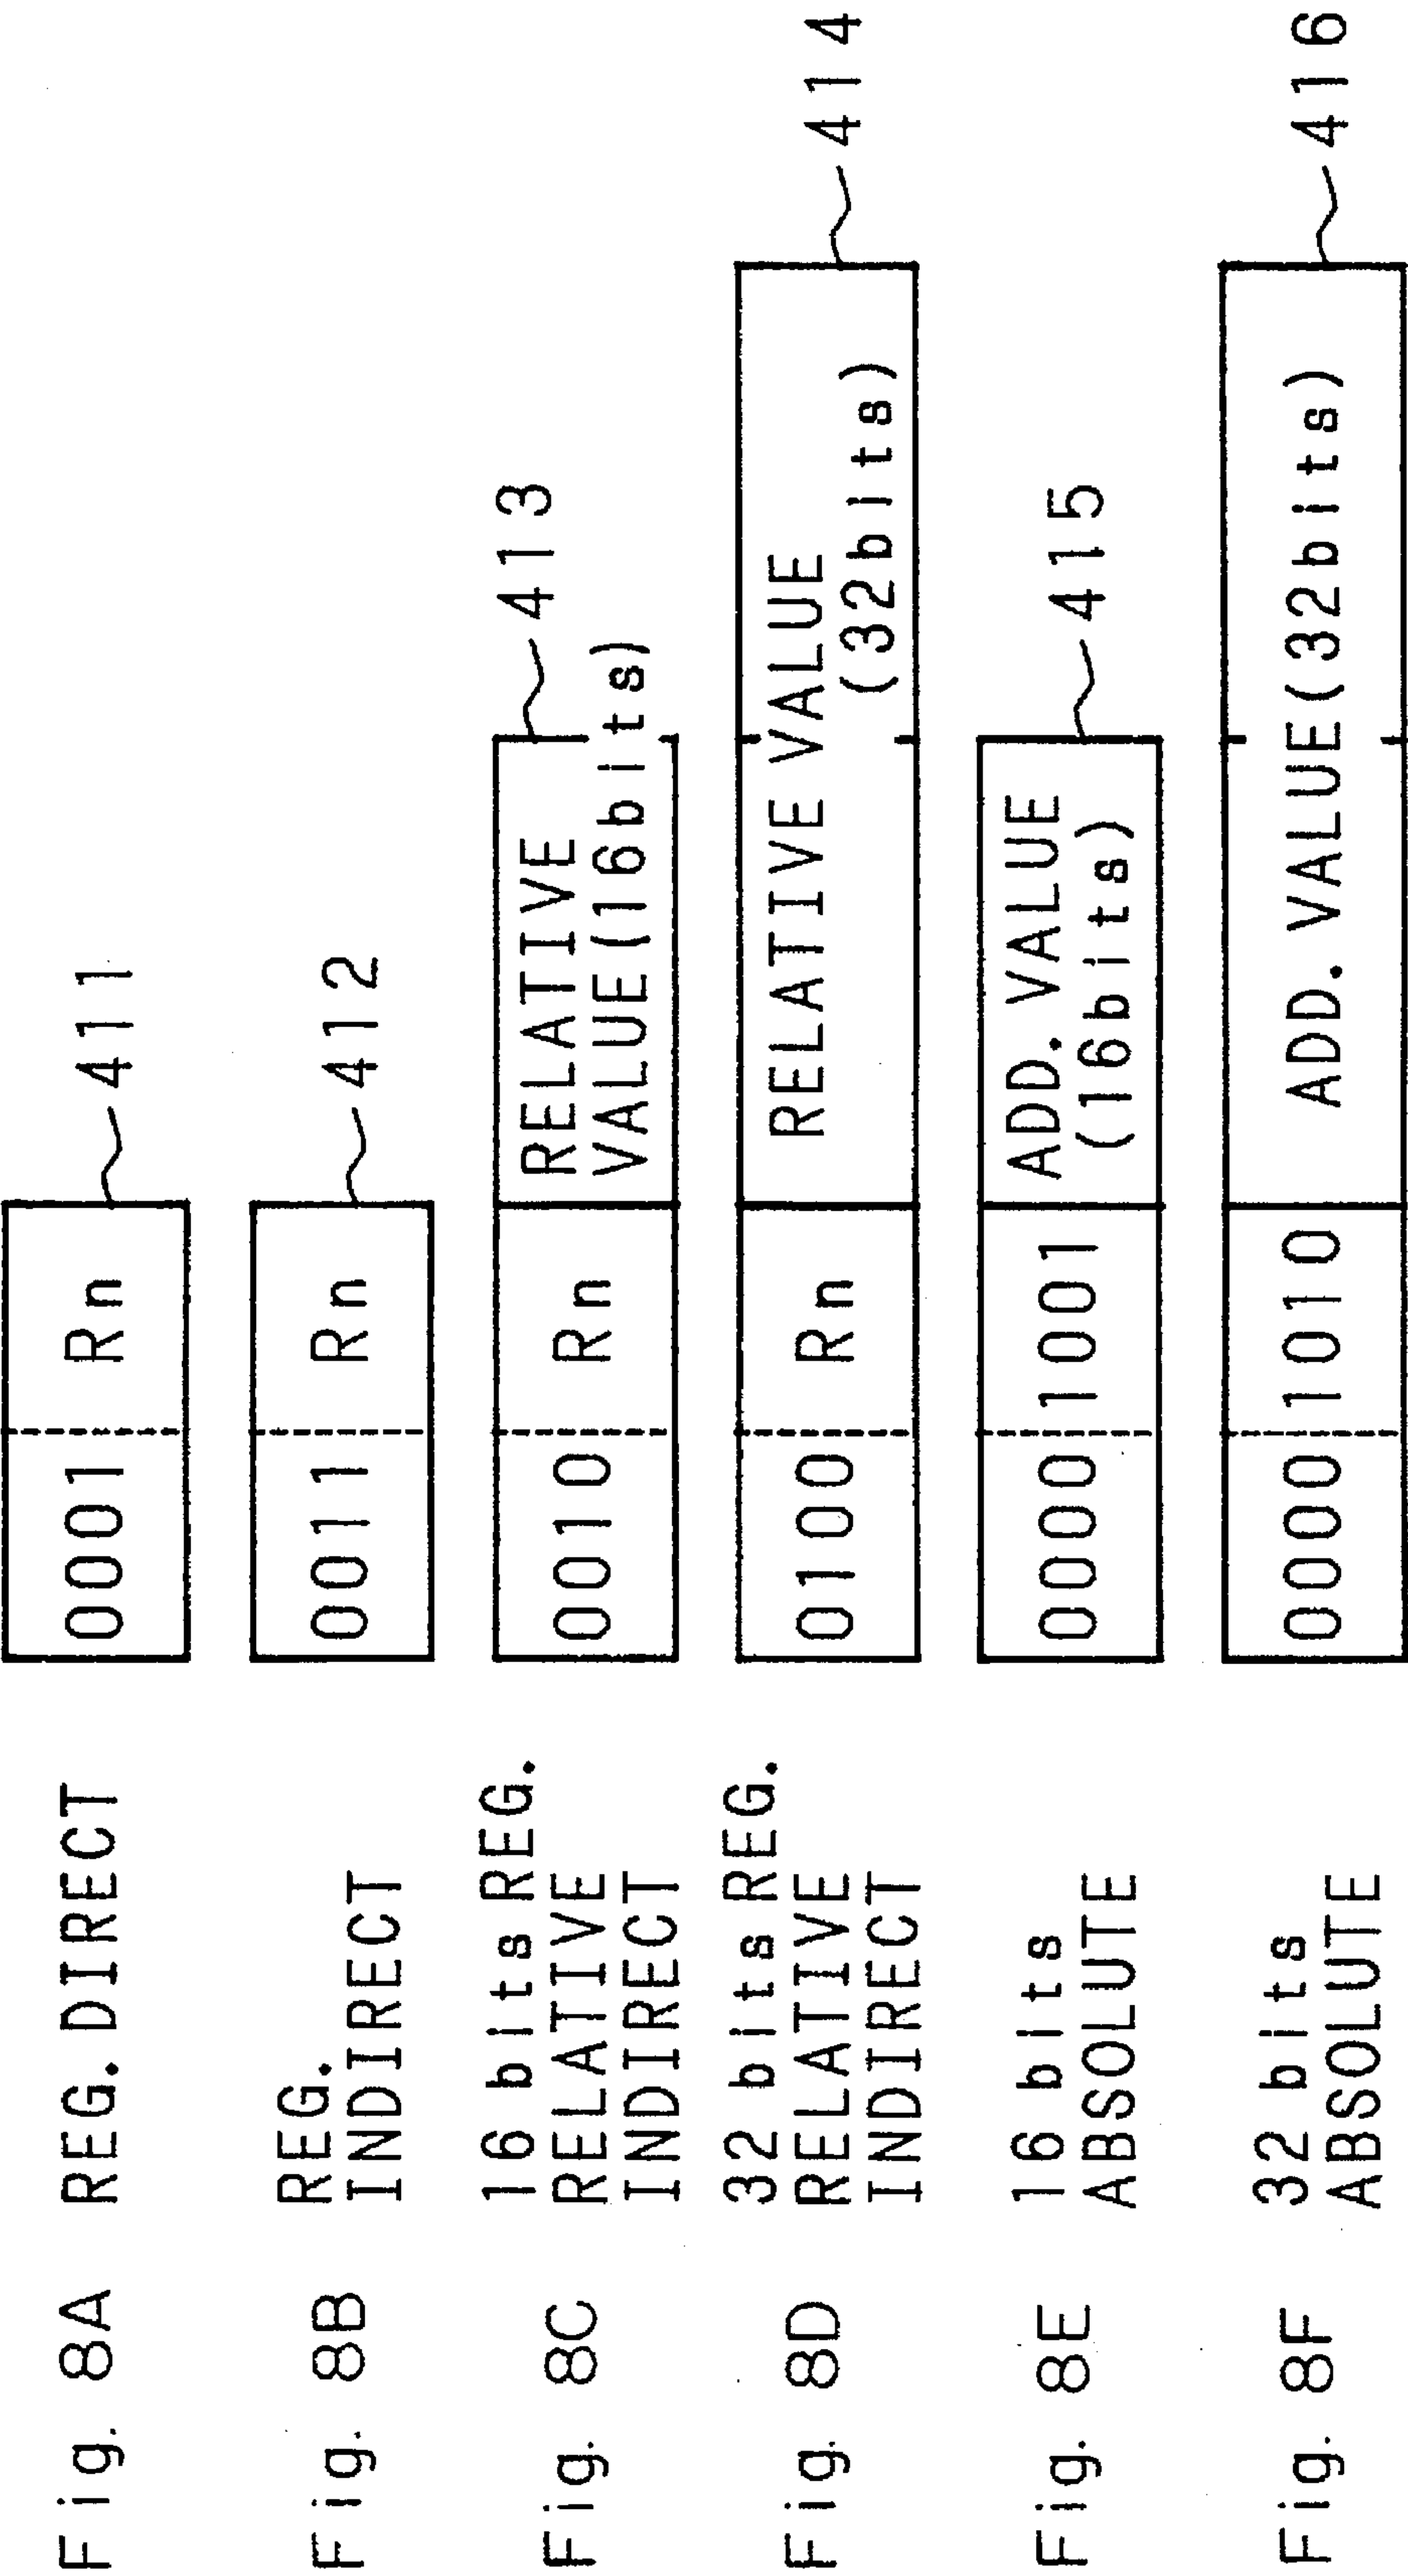 Fig. 8A REG. DIRECT 0001 Rn 411
Fig. 8B REG.
INDIRECT 0011 Rn 412
Fig. 8C 16 bits REG.
RELATIVE
INDIRECT 0010 Rn RELATIVE
VALUE(16bits) 413
Fig. 8D 32 bits REG.
RELATIVE
INDIRECT 0100 Rn RELATIVE VALUE
(32bits) 414
Fig. 8E 16 bits
ABSOLUTE 0000 1001 ADD. VALUE
(16bits) 415
Fig. 8F 32 bits
ABSOLUTE 0000 1010 ADD. VALUE(32bits) 416